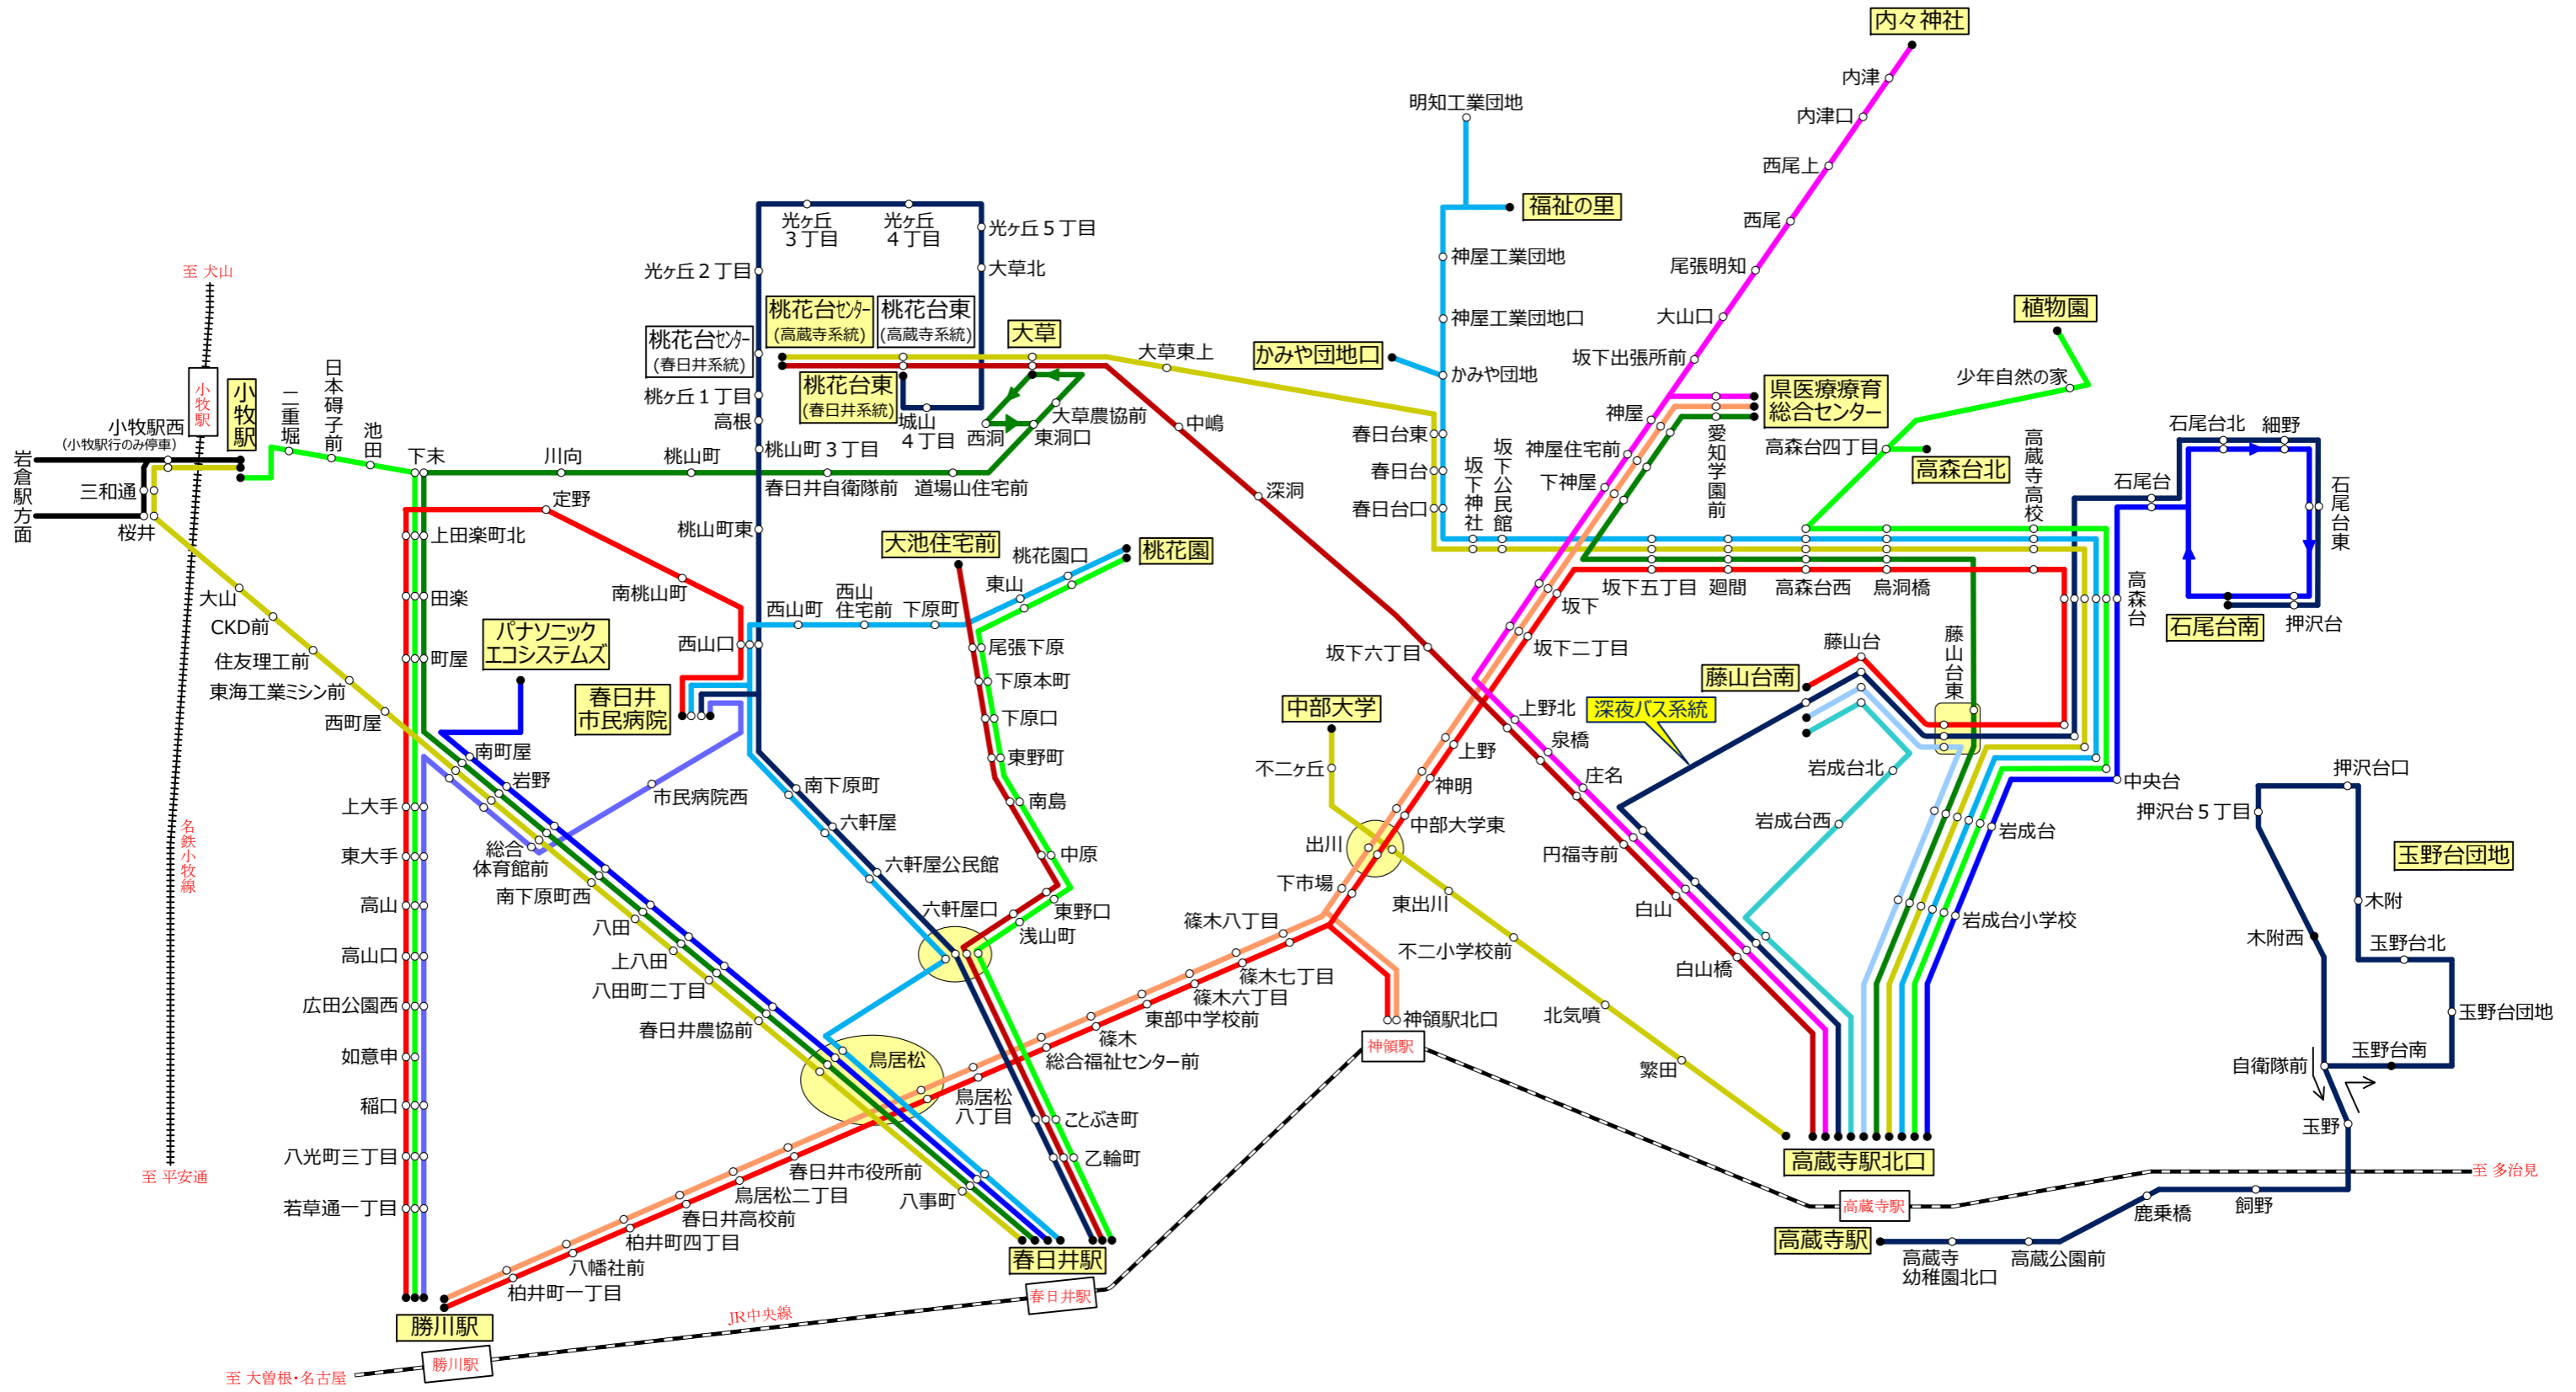 内々神社
内津
内津口
西尾上
西尾
尾張明知
大山口
坂下出張所前
神屋
神屋住宅前
下神屋
明知工業団地
福祉の里
神屋工業団地
神屋工業団地口
かみや団地口
かみや団地
春日台東
春日台
春日台口
坂下神社
坂下公民館
県医療療育
総合センター
愛知学園前
植物園
少年自然の家
高森台四丁目
高森台北
高蔵寺高校
石尾台北
細野
石尾台
石尾台東
石尾台南
押沢台
高森台
坂下五丁目
廻間
高森台西
烏洞橋
坂下
坂下二丁目
藤山台
藤山台東
藤山台南
深夜バス系統
岩成台北
岩成台西
中央台
岩成台
岩成台小学校
至 犬山
小牧駅
小牧駅
小牧駅西
(小牧駅行のみ停車)
岩倉駅方面
三和通
桜井
二重堀
日本碍子前
池田
下末
川向
桃山町
春日井自衛隊前
道場山住宅前
光ヶ丘
3丁目
光ヶ丘
4丁目
光ヶ丘5丁目
大草北
光ヶ丘2丁目
桃花台センター
(高蔵寺系統)
桃花台東
(高蔵寺系統)
桃花台センター
(春日井系統)
桃花台東
(春日井系統)
大草
大草東上
桃ヶ丘1丁目
高根
桃山町3丁目
城山
4丁目
西洞
東洞口
大草農協前
中嶋
深洞
坂下六丁目
定野
上田楽町北
田楽
町屋
南桃山町
桃山町東
西山口
西山町
西山
住宅前
下原町
大池住宅前
東山
桃花園口
桃花園
尾張下原
下原本町
下原口
東野町
南島
中原
東野口
浅山町
大山
CKD前
住友理工前
東海工業ミシン前
西町屋
パナソニック
エコシステムズ
春日井
市民病院
南町屋
岩野
市民病院西
総合
体育館前
南下原町西
八田
上八田
八田町二丁目
春日井農協前
鳥居松
八事町
南下原町
六軒屋
六軒屋公民館
六軒屋口
上大手
東大手
高山
高山口
広田公園西
如意申
稲口
八光町三丁目
若草通一丁目
勝川駅
名鉄小牧線
至 平安通
柏井町一丁目
八幡社前
柏井町四丁目
春日井高校前
鳥居松二丁目
春日井市役所前
鳥居松
八丁目
総合福祉センター前
篠木
東部中学校前
篠木六丁目
篠木七丁目
篠木八丁目
下市場
出川
中部大学東
神明
上野
ことぶき町
乙輪町
春日井駅
春日井駅
勝川駅
JR中央線
至 大曽根・名古屋
中部大学
不二ヶ丘
東出川
不二小学校前
北気噴
繁田
神領駅北口
神領駅
上野北
泉橋
庄名
円福寺前
白山
白山橋
高蔵寺駅北口
高蔵寺駅
高蔵寺駅
高蔵寺
幼稚園北口
高蔵公園前
鹿乗橋
飼野
玉野
自衛隊前
玉野台南
玉野台団地
玉野台北
木附
木附西
押沢台5丁目
押沢台口
玉野台団地
至 多治見